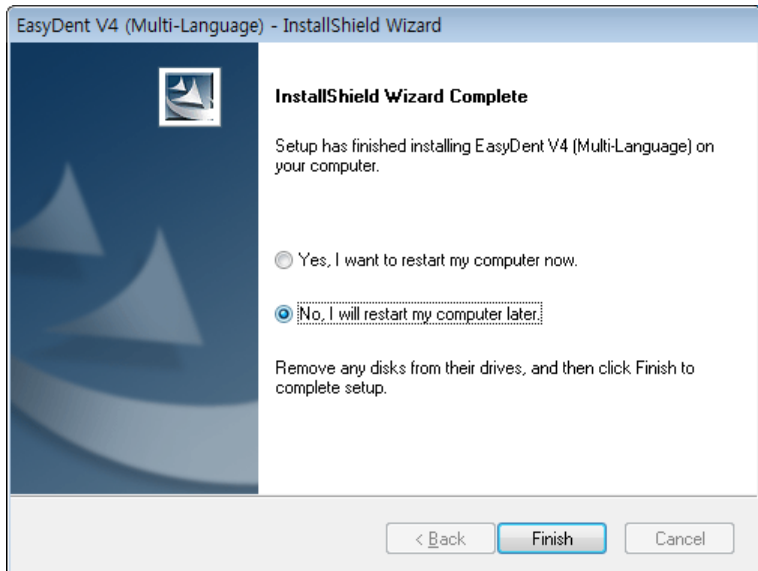 EasyDent V4 (Multi-Language) - InstallShield Wizard
InstallShield Wizard Complete
Setup has finished installing EasyDent V4 (Multi-Language) on
your computer.
Yes, I want to restart my computer now.
No, I will restart my computer later.
Remove any disks from their drives, and then click Finish to
complete setup.
< Back Finish Cancel